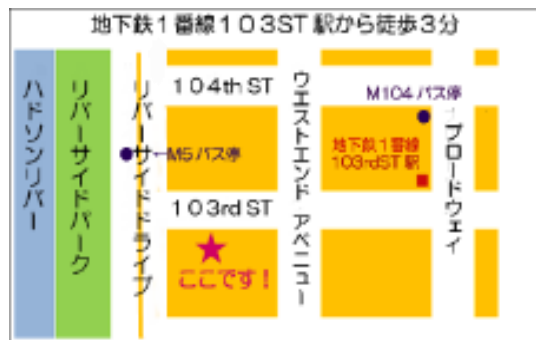 地下鉄1番線103ST駅から徒歩3分
ハドソンリバー
リバーサイドパーク
リバーサイドドライブ
104th ST
ウエストエンド アベニュー
M104 バス停
←M5バス停
地下鉄1番線
103rdST 駅
ブロードウェイ
103rd ST
ここです!